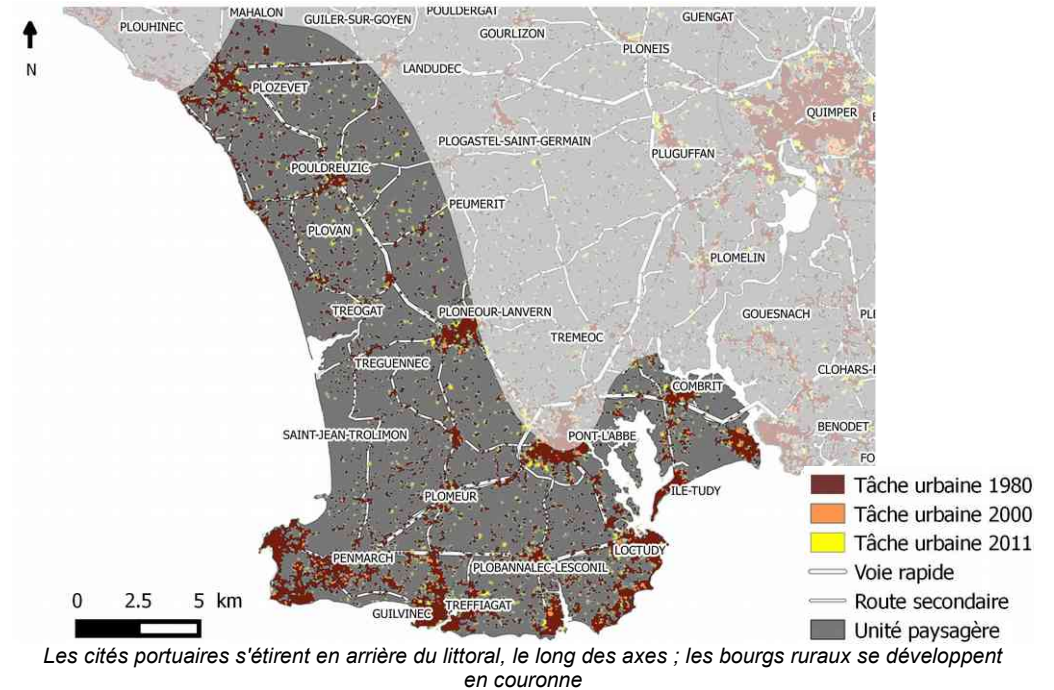 MAHALON
POULDERGAT
PLOUHINEC
GUILER-SUR-GOYEN
GUENGAT
GOURLIZON
PLONEIS
N
LANDUDEC
PLOZEVET
QUIMPER
PLOGASTEL-SAINT-GERMAIN
PLUGUFFAN
POULDREUZIC
PEUMERIT
PLOVAN
PLOMELIN
TREOGAT
PLONEOUR-LANVERN
GOUESNACH
TREMEOC
TREGUENNEC
COMBRIT
SAINT-JEAN-TROLIMON
PONT-L'ABBE
BENODET
ILE-TUDY
PLOMEUR
LOCTUDY
PENMARCH
PLOBANNALEC-LESCONIL
GUILVINEC
TREFFIAGAT
0 2.5 5 km
Tâche urbaine 1980
Tâche urbaine 2000
Tâche urbaine 2011
Voie rapide
Route secondaire
Unité paysagère
Les cités portuaires s'étirent en arrière du littoral, le long des axes ; les bourgs ruraux se développent
en couronne